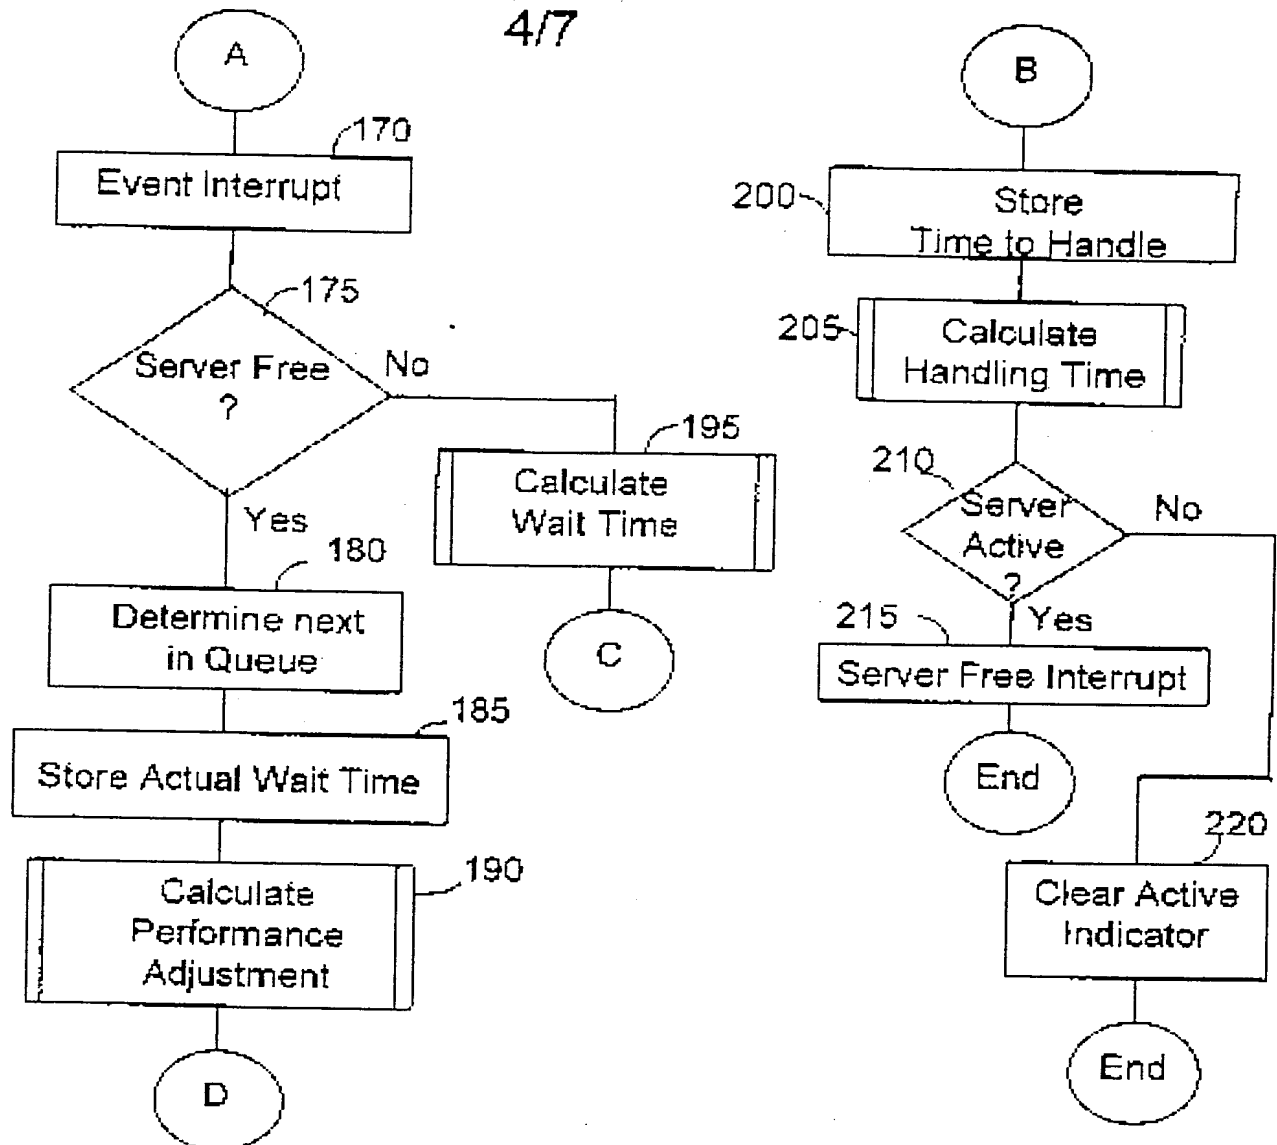 4/7
A
170
Event Interrupt
175
Server Free
?
No
Yes
195
Calculate
Wait Time
C
180
Determine next
in Queue
185
Store Actual Wait Time
190
Calculate
Performance
Adjustment
D
B
200
Store
Time to Handle
205
Calculate
Handling Time
210
Server
Active
?
No
Yes
215
Server Free Interrupt
End
220
Clear Active
Indicator
End